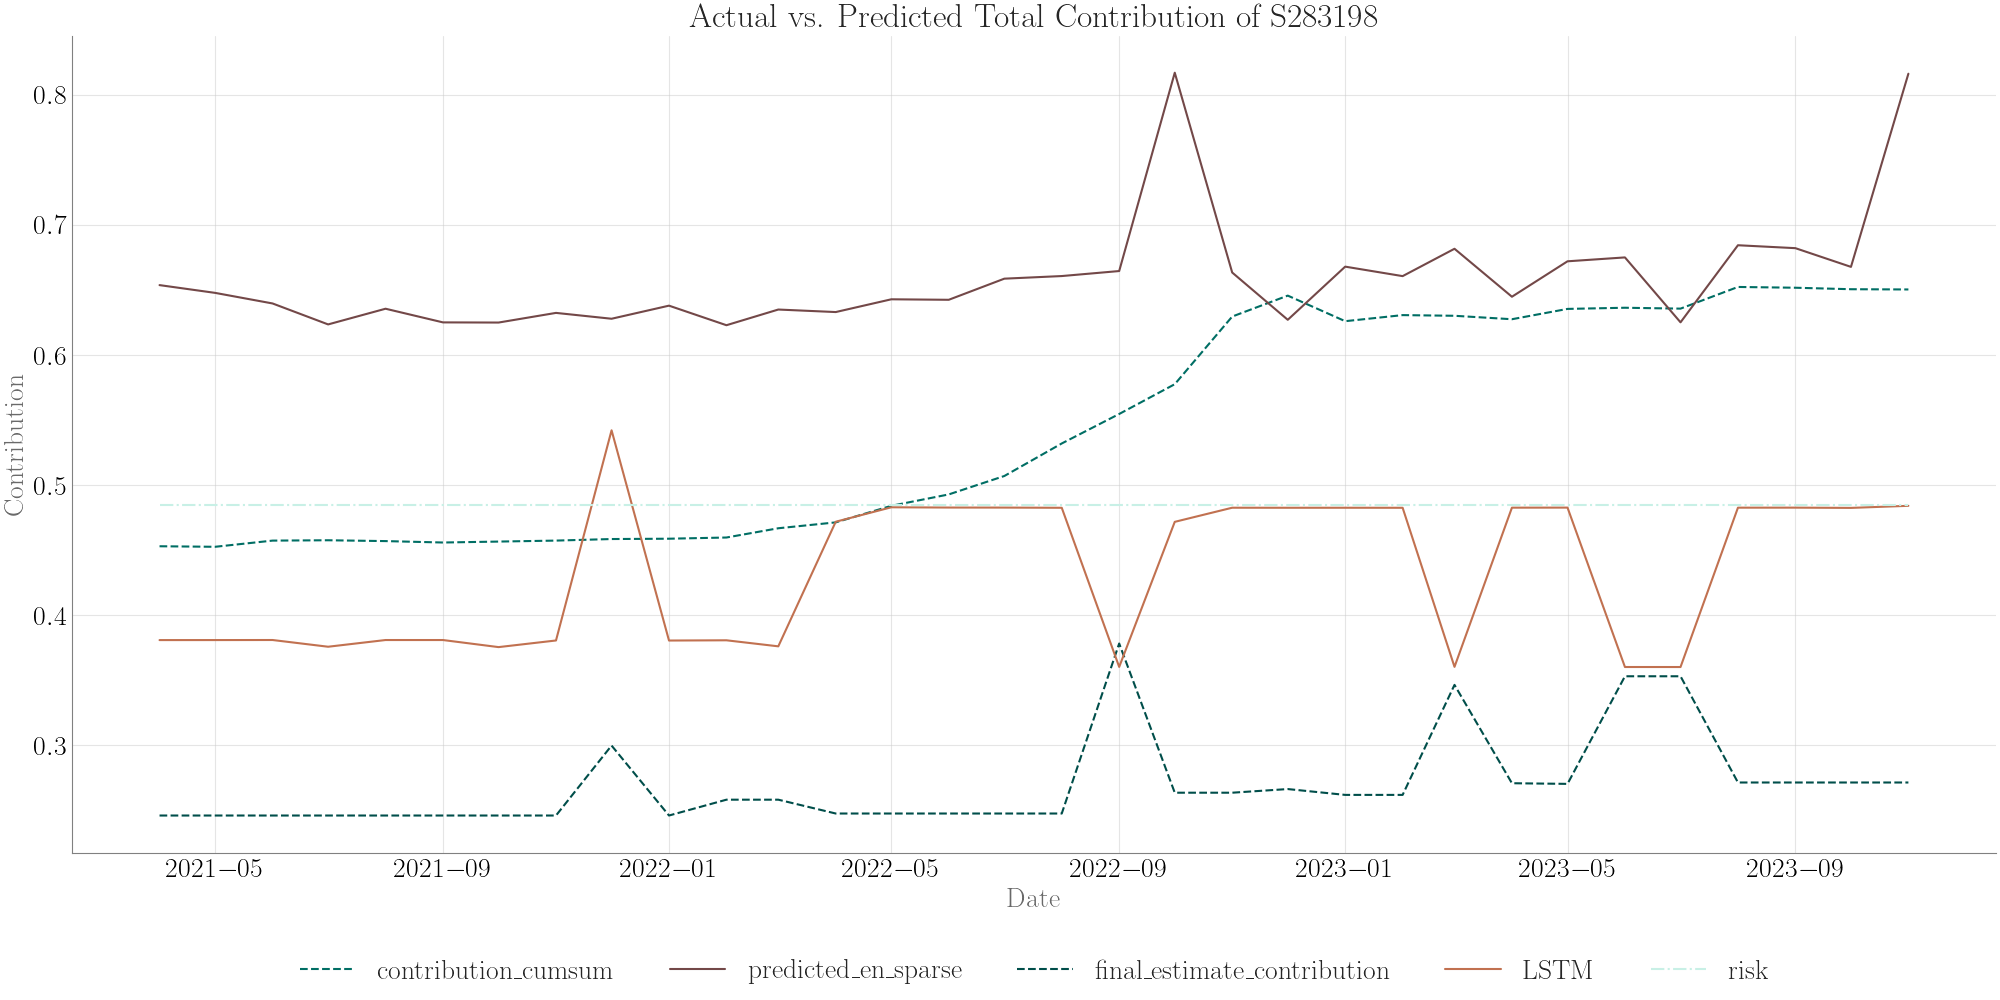 Actual vs. Predicted Total Contribution of S283198
Contribution
0.8
0.7
0.6
0.5
0.4
0.3
2021−05 2021−09 2022−01 2022−05 2022−09 2023−01 2023−05 2023−09
Date
contribution_cumsum predicted_en_sparse final_estimate_contribution LSTM risk